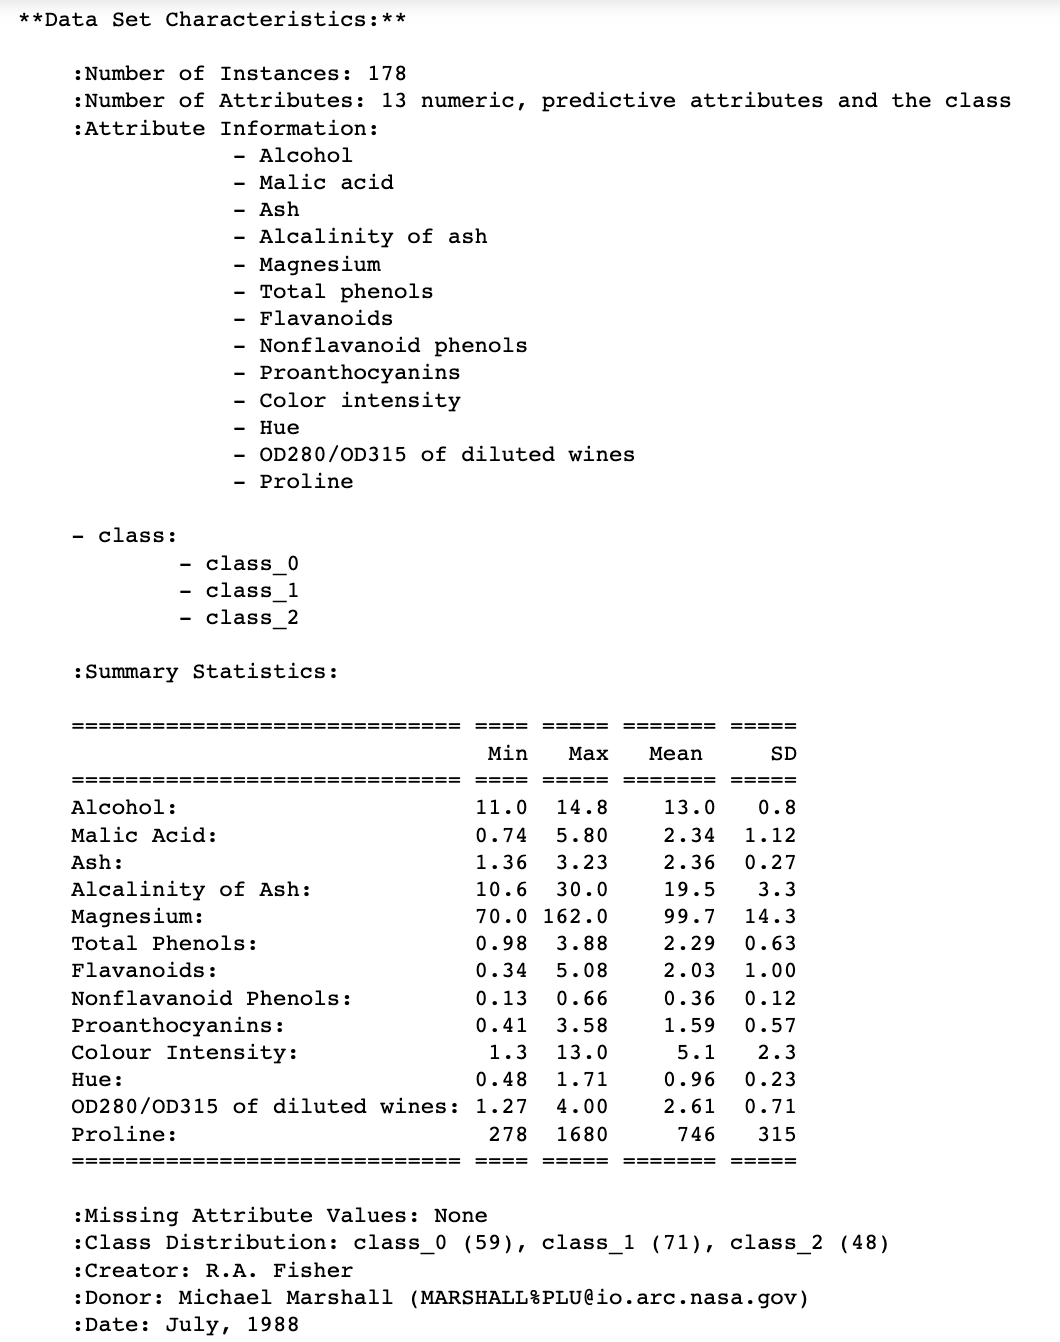 **Data Set Characteristics:**
:Number of Instances: 178
:Number of Attributes: 13 numeric, predictive attributes and the class
:Attribute Information:
- Alcohol
- Malic acid
- Ash
- Alcalinity of ash
- Magnesium
- Total phenols
- Flavanoids
- Nonflavanoid phenols
- Proanthocyanins
- Color intensity
- Hue
- OD280/OD315 of diluted wines
- Proline
- class:
- class_0
- class_1
- class_2
:Summary Statistics:
============================= ==== ===== ======= =====
Min Max Mean SD
============================= ==== ===== ======= =====
Alcohol: 11.0 14.8 13.0 0.8
Malic Acid: 0.74 5.80 2.34 1.12
Ash: 1.36 3.23 2.36 0.27
Alcalinity of Ash: 10.6 30.0 19.5 3.3
Magnesium: 70.0 162.0 99.7 14.3
Total Phenols: 0.98 3.88 2.29 0.63
Flavanoids: 0.34 5.08 2.03 1.00
Nonflavanoid Phenols: 0.13 0.66 0.36 0.12
Proanthocyanins: 0.41 3.58 1.59 0.57
Colour Intensity: 1.3 13.0 5.1 2.3
Hue: 0.48 1.71 0.96 0.23
OD280/OD315 of diluted wines: 1.27 4.00 2.61 0.71
Proline: 278 1680 746 315
============================= ==== ===== ======= =====
:Missing Attribute Values: None
:Class Distribution: class_0 (59), class_1 (71), class_2 (48)
:Creator: R.A. Fisher
:Donor: Michael Marshall (MARSHALL%PLU@io.arc.nasa.gov)
:Date: July, 1988